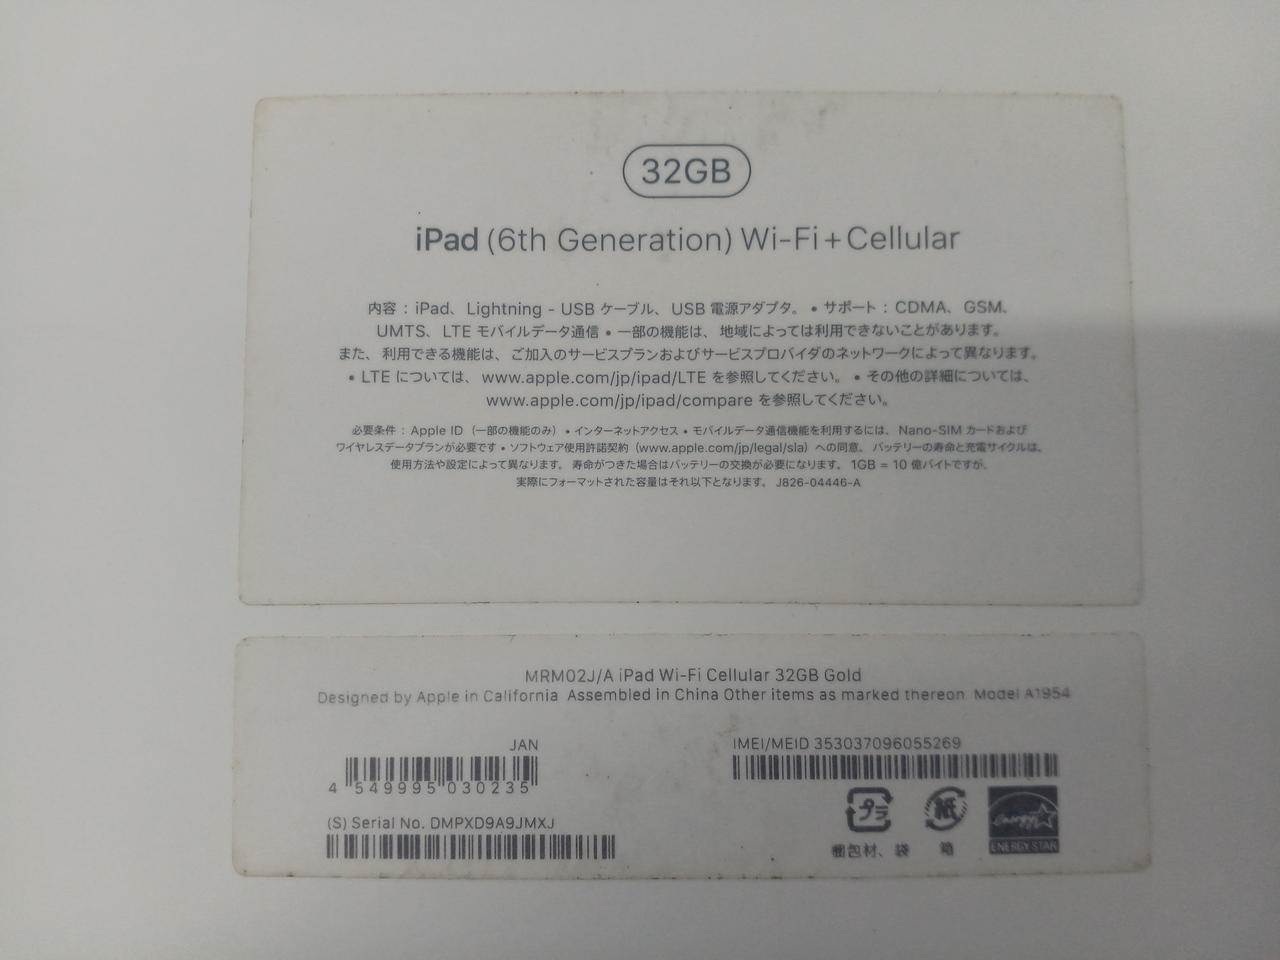 32GB
iPad (6th Generation) Wi-Fi + Cellular
内容 : iPad、Lightning - USB ケーブル、USB 電源アダプタ。 • サポート : CDMA、GSM、
UMTS、LTE モバイルデータ通信 • 一部の機能は、地域によっては利用できないことがあります。
また、利用できる機能は、ご加入のサービスプランおよびサービスプロバイダのネットワークによって異なります。
• LTE については、www.apple.com/jp/ipad/LTE を参照してください。 • その他の詳細については、
www.apple.com/jp/ipad/compare を参照してください。
必要条件 : Apple ID（一部の機能のみ）• インターネットアクセス • モバイルデータ通信機能を利用するには、Nano-SIM カードおよび
ワイヤレスデータプランが必要です • ソフトウェア使用許諾契約（www.apple.com/jp/legal/sla）への同意。バッテリーの寿命と充電サイクルは、
使用方法や設定によって異なります。寿命がつきた場合はバッテリーの交換が必要になります。1GB = 10 億バイトですが、
実際にフォーマットされた容量はそれ以下となります。 J826-04446-A
MRM02J/A iPad Wi-Fi Cellular 32GB Gold
Designed by Apple in California Assembled in China Other items as marked thereon Model A1954
JAN
4 549995 030235
IMEI/MEID 353037096055269
(S) Serial No. DMPXD9A9JMXJ
プラ
紙
梱包材、袋 箱
energy
ENERGY STAR